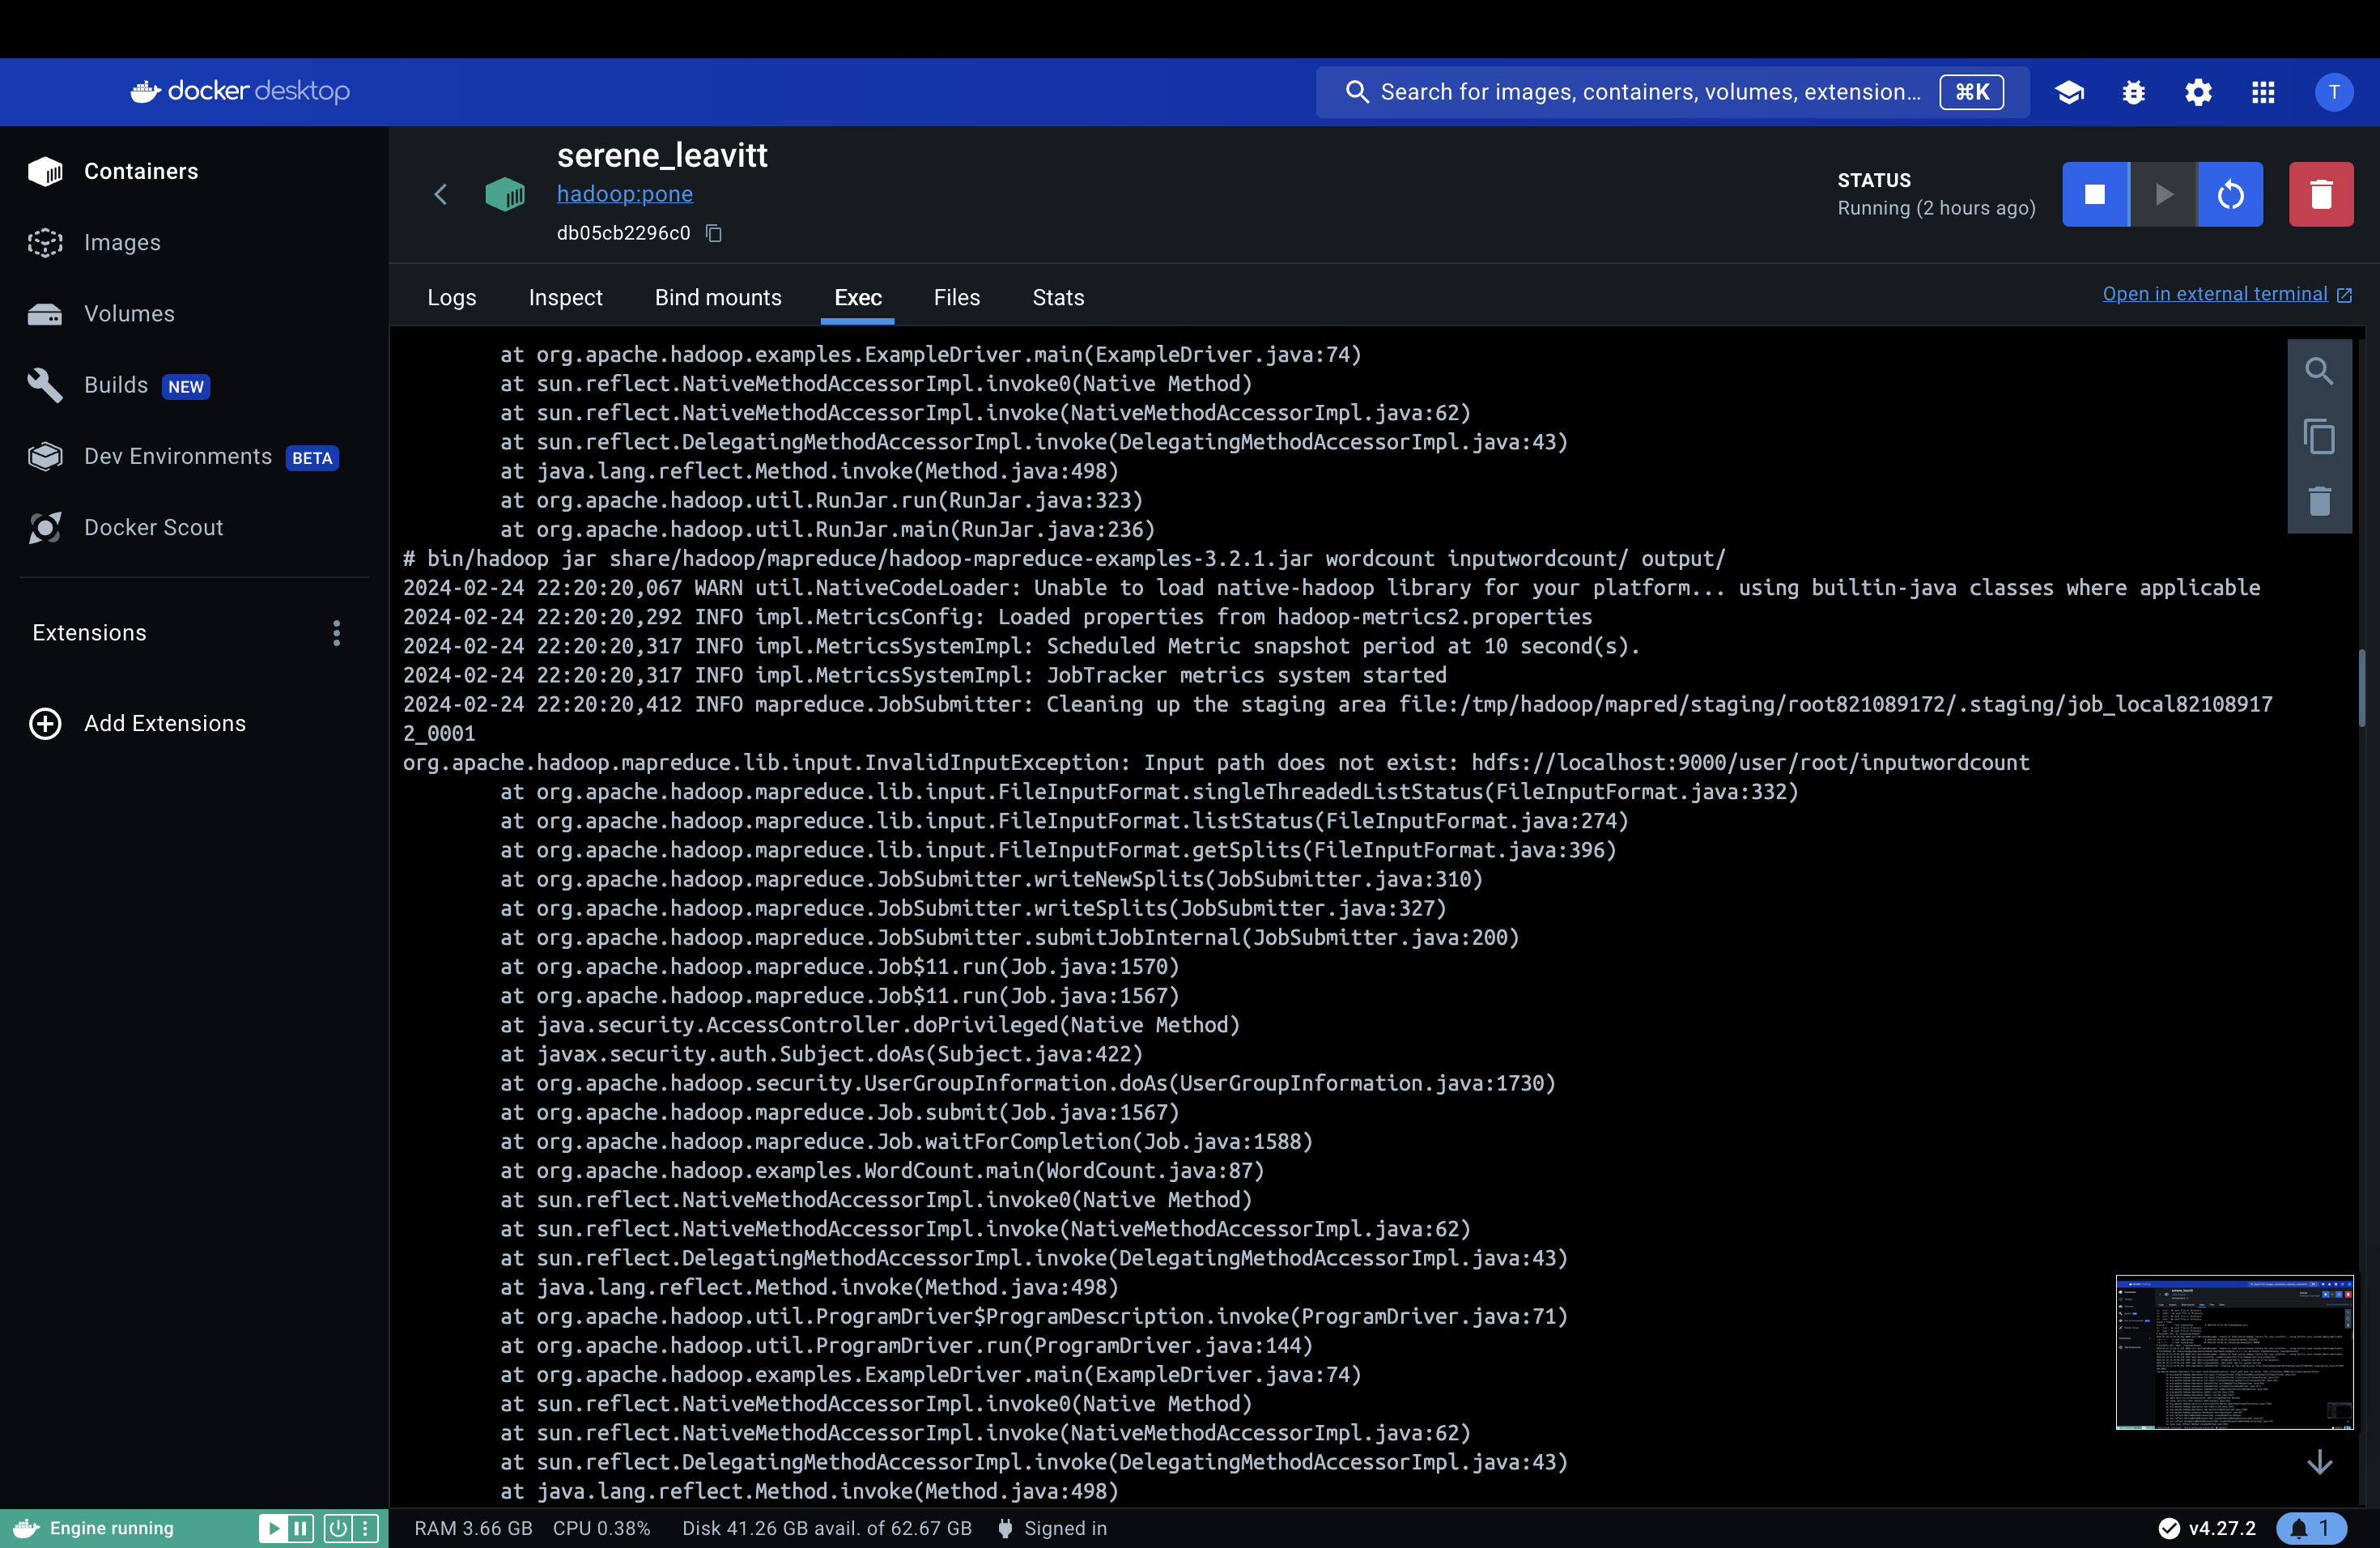 docker desktop
Search for images, containers, volumes, extension...
⌘K
T
Containers
Images
Volumes
Builds NEW
Dev Environments BETA
Docker Scout
Extensions
Add Extensions
serene_leavitt
hadoop:pone
db05cb2296c0
STATUS
Running (2 hours ago)
Logs Inspect Bind mounts Exec Files Stats
Open in external terminal
at org.apache.hadoop.examples.ExampleDriver.main(ExampleDriver.java:74)
at sun.reflect.NativeMethodAccessorImpl.invoke0(Native Method)
at sun.reflect.NativeMethodAccessorImpl.invoke(NativeMethodAccessorImpl.java:62)
at sun.reflect.DelegatingMethodAccessorImpl.invoke(DelegatingMethodAccessorImpl.java:43)
at java.lang.reflect.Method.invoke(Method.java:498)
at org.apache.hadoop.util.RunJar.run(RunJar.java:323)
at org.apache.hadoop.util.RunJar.main(RunJar.java:236)
# bin/hadoop jar share/hadoop/mapreduce/hadoop-mapreduce-examples-3.2.1.jar wordcount inputwordcount/ output/
2024-02-24 22:20:20,067 WARN util.NativeCodeLoader: Unable to load native-hadoop library for your platform... using builtin-java classes where applicable
2024-02-24 22:20:20,292 INFO impl.MetricsConfig: Loaded properties from hadoop-metrics2.properties
2024-02-24 22:20:20,317 INFO impl.MetricsSystemImpl: Scheduled Metric snapshot period at 10 second(s).
2024-02-24 22:20:20,317 INFO impl.MetricsSystemImpl: JobTracker metrics system started
2024-02-24 22:20:20,412 INFO mapreduce.JobSubmitter: Cleaning up the staging area file:/tmp/hadoop/mapred/staging/root821089172/.staging/job_local82108917
2_0001
org.apache.hadoop.mapreduce.lib.input.InvalidInputException: Input path does not exist: hdfs://localhost:9000/user/root/inputwordcount
at org.apache.hadoop.mapreduce.lib.input.FileInputFormat.singleThreadedListStatus(FileInputFormat.java:332)
at org.apache.hadoop.mapreduce.lib.input.FileInputFormat.listStatus(FileInputFormat.java:274)
at org.apache.hadoop.mapreduce.lib.input.FileInputFormat.getSplits(FileInputFormat.java:396)
at org.apache.hadoop.mapreduce.JobSubmitter.writeNewSplits(JobSubmitter.java:310)
at org.apache.hadoop.mapreduce.JobSubmitter.writeSplits(JobSubmitter.java:327)
at org.apache.hadoop.mapreduce.JobSubmitter.submitJobInternal(JobSubmitter.java:200)
at org.apache.hadoop.mapreduce.Job$11.run(Job.java:1570)
at org.apache.hadoop.mapreduce.Job$11.run(Job.java:1567)
at java.security.AccessController.doPrivileged(Native Method)
at javax.security.auth.Subject.doAs(Subject.java:422)
at org.apache.hadoop.security.UserGroupInformation.doAs(UserGroupInformation.java:1730)
at org.apache.hadoop.mapreduce.Job.submit(Job.java:1567)
at org.apache.hadoop.mapreduce.Job.waitForCompletion(Job.java:1588)
at org.apache.hadoop.examples.WordCount.main(WordCount.java:87)
at sun.reflect.NativeMethodAccessorImpl.invoke0(Native Method)
at sun.reflect.NativeMethodAccessorImpl.invoke(NativeMethodAccessorImpl.java:62)
at sun.reflect.DelegatingMethodAccessorImpl.invoke(DelegatingMethodAccessorImpl.java:43)
at java.lang.reflect.Method.invoke(Method.java:498)
at org.apache.hadoop.util.ProgramDriver$ProgramDescription.invoke(ProgramDriver.java:71)
at org.apache.hadoop.util.ProgramDriver.run(ProgramDriver.java:144)
at org.apache.hadoop.examples.ExampleDriver.main(ExampleDriver.java:74)
at sun.reflect.NativeMethodAccessorImpl.invoke0(Native Method)
at sun.reflect.NativeMethodAccessorImpl.invoke(NativeMethodAccessorImpl.java:62)
at sun.reflect.DelegatingMethodAccessorImpl.invoke(DelegatingMethodAccessorImpl.java:43)
at java.lang.reflect.Method.invoke(Method.java:498)
Engine running
RAM 3.66 GB CPU 0.38% Disk 41.26 GB avail. of 62.67 GB Signed in
v4.27.2
1